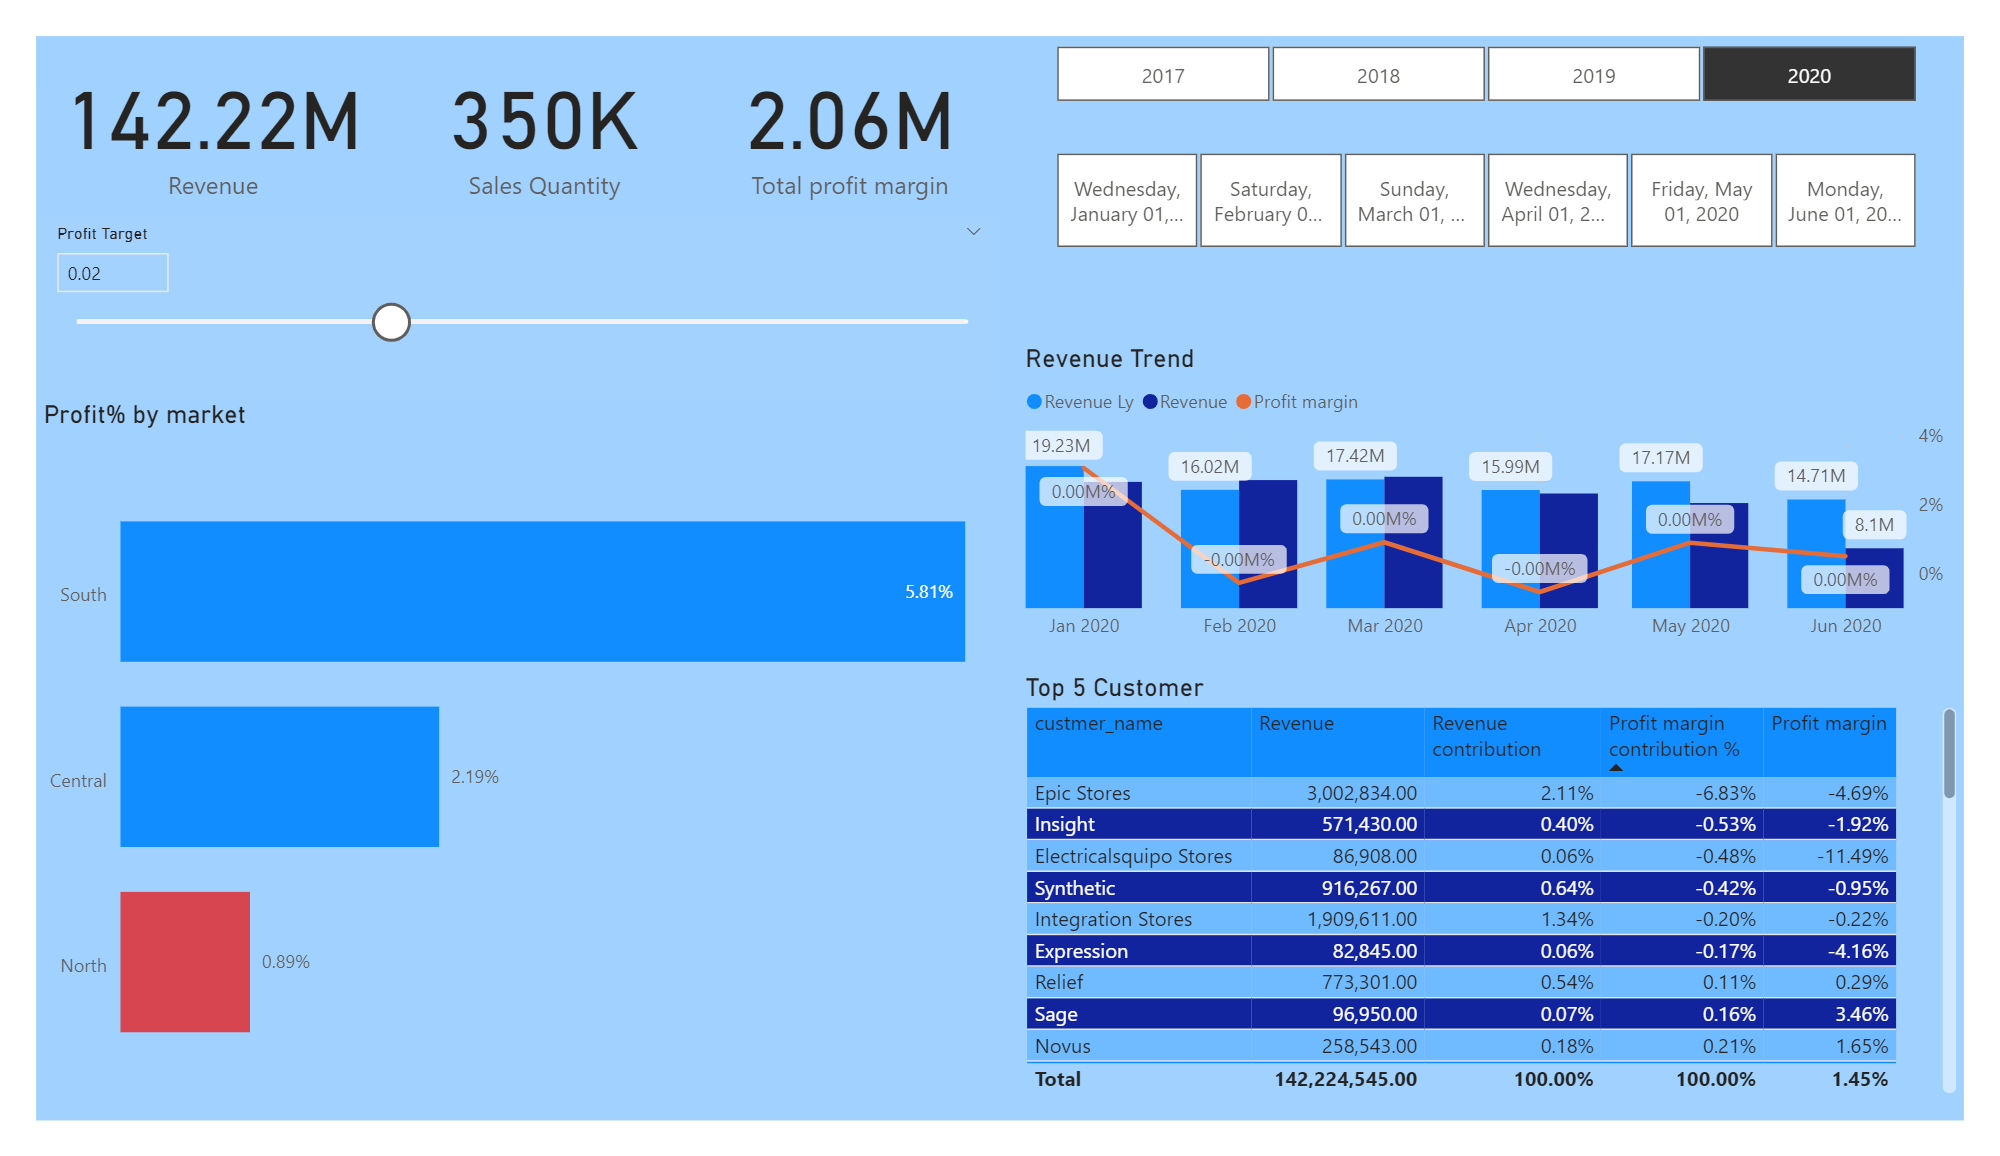 142.22M
Revenue
350K
Sales Quantity
2.06M
Total profit margin
2017
2018
2019
2020
Wednesday,
January 01,...
Saturday,
February 0...
Sunday,
March 01, ...
Wednesday,
April 01, 2...
Friday, May
01, 2020
Monday,
June 01, 20...
Profit Target
0.02
Profit% by market
South
5.81%
Central
2.19%
North
0.89%
Revenue Trend
Revenue Ly Revenue Profit margin
19.23M
16.02M
17.42M
15.99M
17.17M
14.71M
8.1M
0.00M%
-0.00M%
0.00M%
-0.00M%
0.00M%
0.00M%
4%
2%
0%
Jan 2020 Feb 2020 Mar 2020 Apr 2020 May 2020 Jun 2020
Top 5 Customer
custmer_name Revenue Revenue contribution Profit margin contribution % Profit margin
Epic Stores 3,002,834.00 2.11% -6.83% -4.69%
Insight 571,430.00 0.40% -0.53% -1.92%
Electricalsquipo Stores 86,908.00 0.06% -0.48% -11.49%
Synthetic 916,267.00 0.64% -0.42% -0.95%
Integration Stores 1,909,611.00 1.34% -0.20% -0.22%
Expression 82,845.00 0.06% -0.17% -4.16%
Relief 773,301.00 0.54% 0.11% 0.29%
Sage 96,950.00 0.07% 0.16% 3.46%
Novus 258,543.00 0.18% 0.21% 1.65%
Total 142,224,545.00 100.00% 100.00% 1.45%